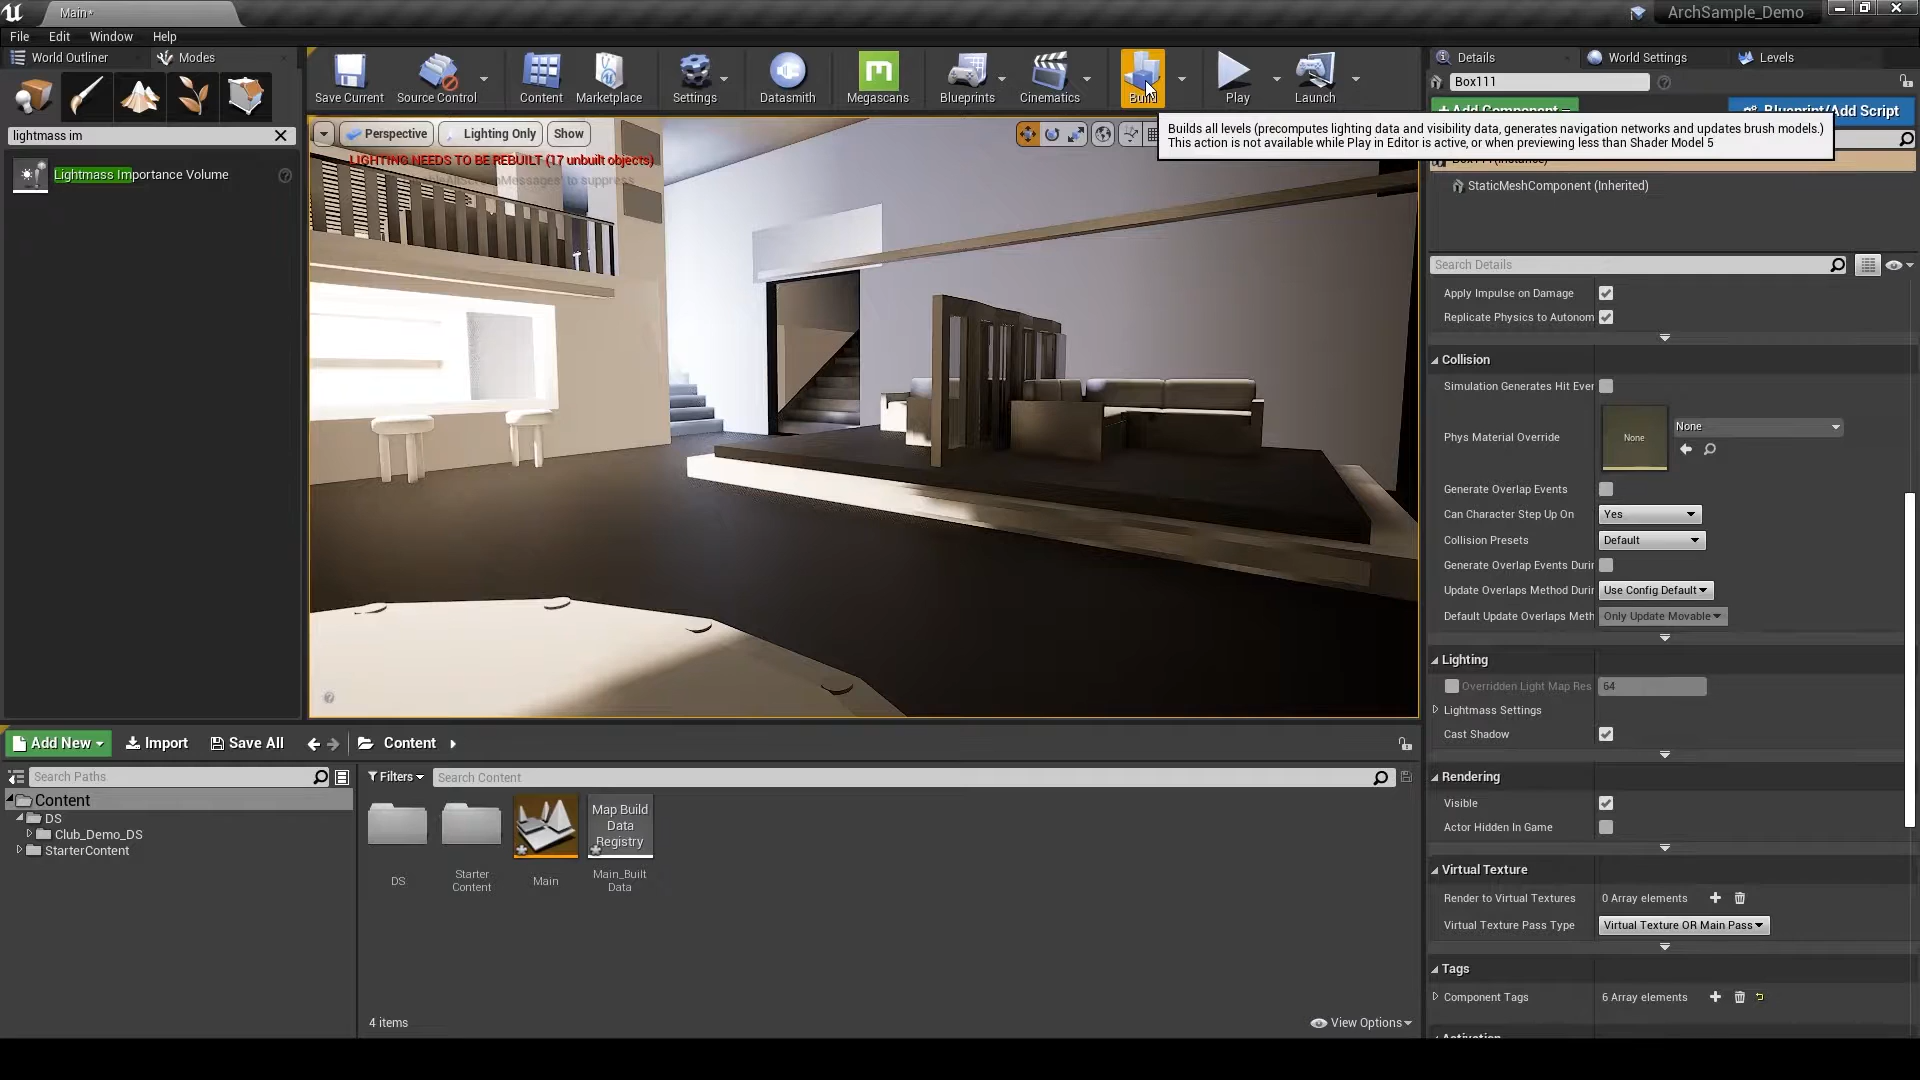 Main*
ArchSample_Demo
File Edit Window Help
World Outliner
Modes
lightmass im
Lightmass Importance Volume
Save Current
Source Control
Content
Marketplace
Settings
Datasmith
Megascans
Blueprints
Cinematics
Build
Play
Launch
Builds all levels (precomputes lighting data and visibility data, generates navigation networks and updates brush models.)
This action is not available while Play in Editor is active, or when previewing less than Shader Model 5
Perspective
Lighting Only
Show
LIGHTING NEEDS TO BE REBUILT (17 unbuilt objects)
to suppress
Details
World Settings
Levels
Box111
+ Add Component
Blueprint/Add Script
StaticMeshComponent (Inherited)
Search Details
Apply Impulse on Damage
Replicate Physics to Autonom
Collision
Simulation Generates Hit Ever
Phys Material Override
None
None
Generate Overlap Events
Can Character Step Up On
Yes
Collision Presets
Default
Generate Overlap Events Durin
Update Overlaps Method Durin
Use Config Default
Default Update Overlaps Meth
Only Update Movable
Lighting
Overridden Light Map Res
64
Lightmass Settings
Cast Shadow
Rendering
Visible
Actor Hidden In Game
Virtual Texture
Render to Virtual Textures
0 Array elements
Virtual Texture Pass Type
Virtual Texture OR Main Pass
Tags
Component Tags
6 Array elements
Add New
Import
Save All
Content
Search Paths
Content
DS
Club_Demo_DS
StarterContent
Filters
Search Content
Map Build
Data
Registry
DS
Starter
Content
Main
Main_Built
Data
4 items
View Options